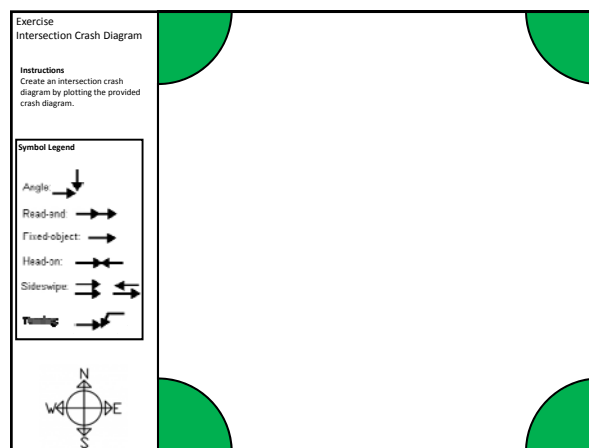 Exercise
Intersection Crash Diagram
Instructions
Create an intersection crash
diagram by plotting the provided
crash diagram.
Symbol Legend
Angle:
Read-end:
Fixed-object:
Head-on:
Sideswipe:
Turning:
N
W E
S